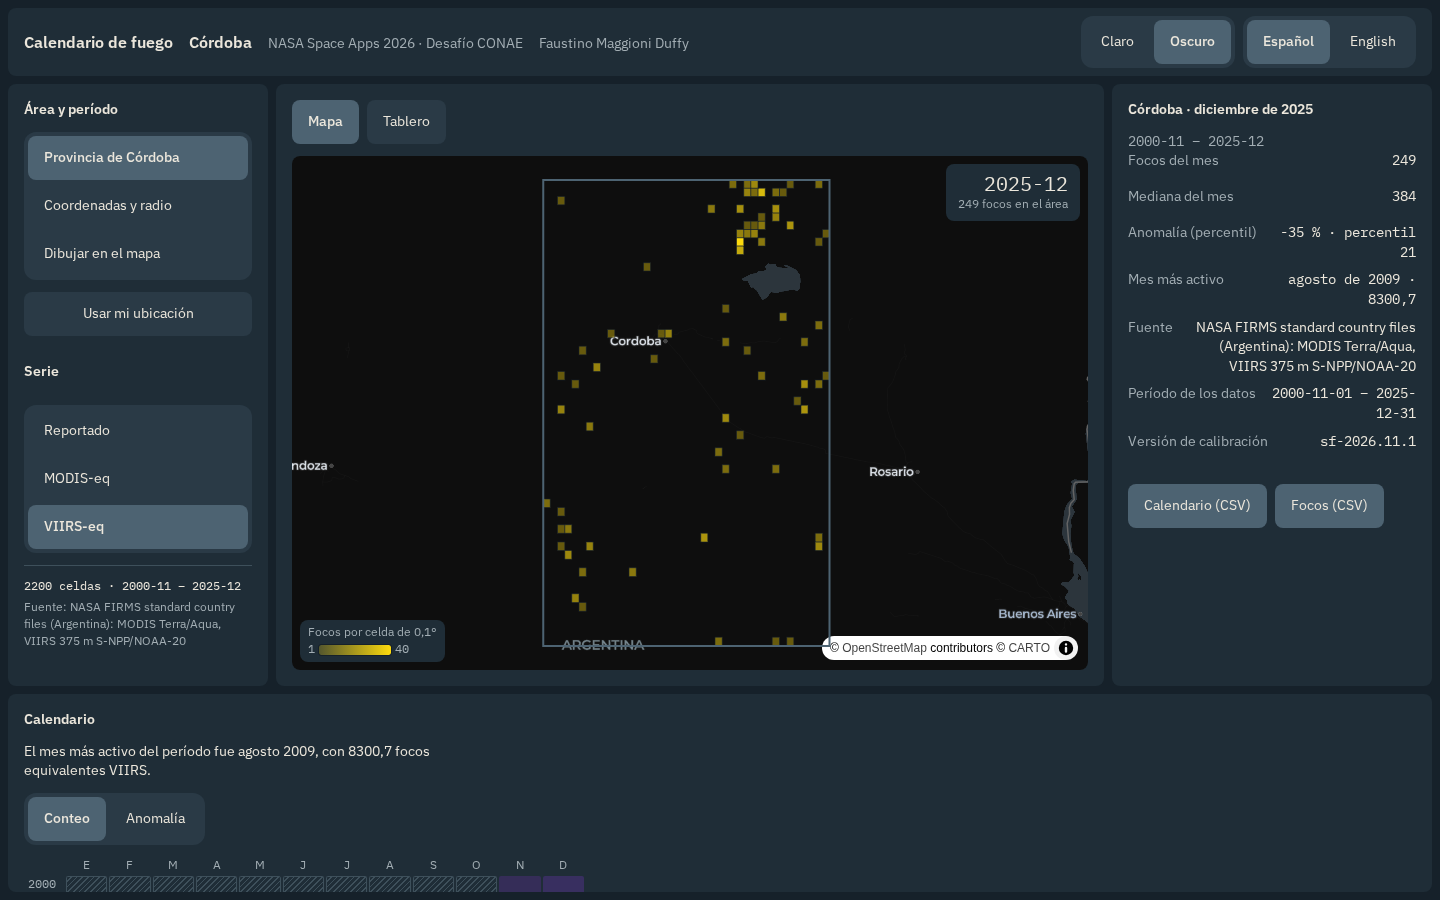 Calendario de fuego Córdoba NASA Space Apps 2026 · Desafío CONAE Faustino Maggioni Duffy
Claro Oscuro Español English
Área y período
Provincia de Córdoba
Coordenadas y radio
Dibujar en el mapa
Usar mi ubicación
Serie
Reportado
MODIS-eq
VIIRS-eq
2200 celdas · 2000-11 – 2025-12
Fuente: NASA FIRMS standard country
files (Argentina): MODIS Terra/Aqua,
VIIRS 375 m S-NPP/NOAA-20
Mapa Tablero
2025-12
249 focos en el área
Cordoba
ndoza
Rosario
Buenos Aires
ARGENTINA
Focos por celda de 0,1°
1 40
© OpenStreetMap contributors © CARTO
Córdoba · diciembre de 2025
2000-11 – 2025-12
Focos del mes 249
Mediana del mes 384
Anomalía (percentil) -35 % · percentil
21
Mes más activo agosto de 2009 ·
8300,7
Fuente NASA FIRMS standard country files
(Argentina): MODIS Terra/Aqua,
VIIRS 375 m S-NPP/NOAA-20
Período de los datos 2000-11-01 – 2025-
12-31
Versión de calibración sf-2026.11.1
Calendario (CSV) Focos (CSV)
Calendario
El mes más activo del período fue agosto 2009, con 8300,7 focos
equivalentes VIIRS.
Conteo Anomalía
E F M A M J J A S O N D
2000